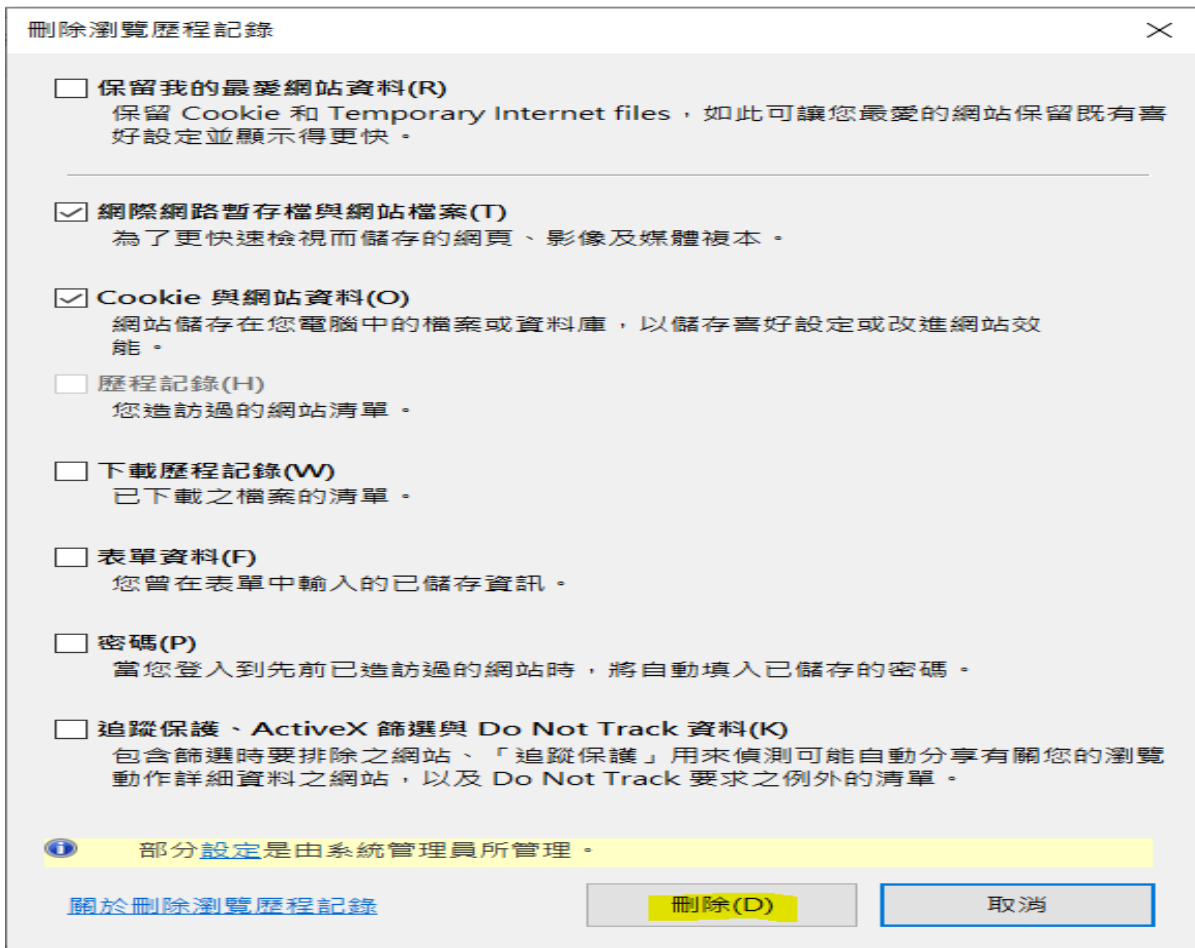 刪除瀏覽歷程記錄
保留我的最愛網站資料(R)
保留 Cookie 和 Temporary Internet files，如此可讓您最愛的網站保留既有喜
好設定並顯示得更快。
網際網路暫存檔與網站檔案(T)
為了更快速檢視而儲存的網頁、影像及媒體複本。
Cookie 與網站資料(O)
網站儲存在您電腦中的檔案或資料庫，以儲存喜好設定或改進網站效
能。
歷程記錄(H)
您造訪過的網站清單。
下載歷程記錄(W)
已下載之檔案的清單。
表單資料(F)
您曾在表單中輸入的已儲存資訊。
密碼(P)
當您登入到先前已造訪過的網站時，將自動填入已儲存的密碼。
追蹤保護、ActiveX 篩選與 Do Not Track 資料(K)
包含篩選時要排除之網站、「追蹤保護」用來偵測可能自動分享有關您的瀏覽
動作詳細資料之網站，以及 Do Not Track 要求之例外的清單。
部分設定是由系統管理員所管理。
關於刪除瀏覽歷程記錄
刪除(D)
取消